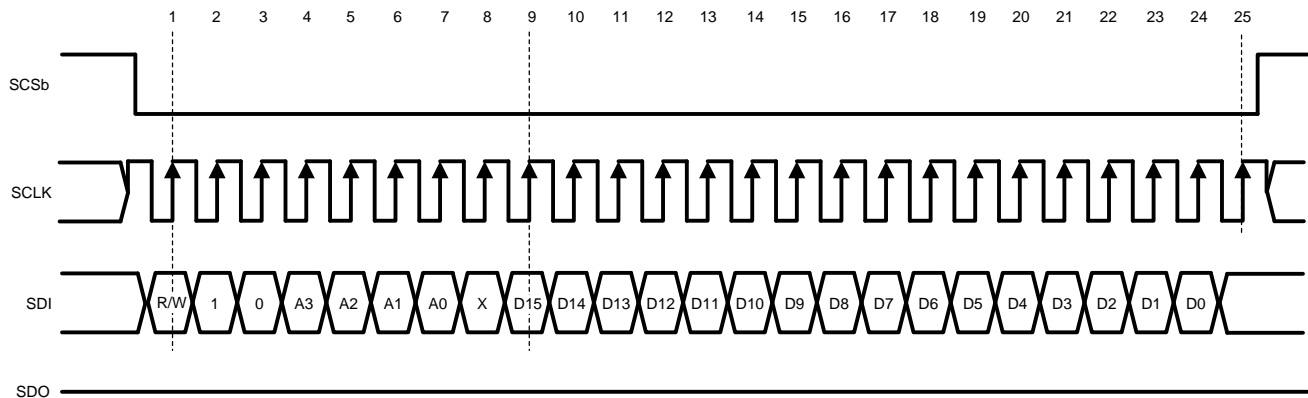 1 2 3 4 5 6 7 8 9 10 11 12 13 14 15 16 17 18 19 20 21 22 23 24 25
SCSb
SCLK
SDI R/W 1 0 A3 A2 A1 A0 X D15 D14 D13 D12 D11 D10 D9 D8 D7 D6 D5 D4 D3 D2 D1 D0
SDO